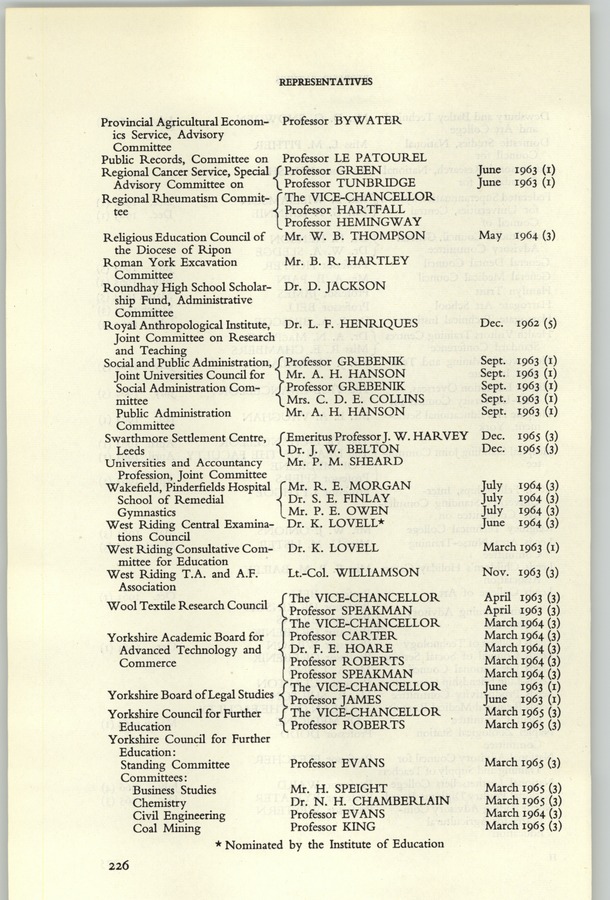 REPRESENTATIVES
Provincial Agricultural Econom- Professor BYWATER
ics Service, Advisory
Committee
Public Records, Committee on Professor LE PATOUREL
Regional Cancer Service, Special Professor GREEN June 1963 (1)
Advisory Committee on Professor TUNBRIDGE June 1963 (1)
Regional Rheumatism Commit- The VICE-CHANCELLOR
tee Professor HARTFALL
Professor HEMINGWAY
Religious Education Council of Mr. W. B. THOMPSON May 1964 (3)
the Diocese of Ripon
Roman York Excavation Mr. B. R. HARTLEY
Committee
Roundhay High School Scholar- Dr. D. JACKSON
ship Fund, Administrative
Committee
Royal Anthropological Institute, Dr. L. F. HENRIQUES Dec. 1962 (5)
Joint Committee on Research
and Teaching
Social and Public Administration, Professor GREBENIK Sept. 1963 (1)
Joint Universities Council for Mr. A. H. HANSON Sept. 1963 (1)
Social Administration Com- Professor GREBENIK Sept. 1963 (1)
mittee Mrs. C. D. E. COLLINS Sept. 1963 (1)
Public Administration Mr. A. H. HANSON Sept. 1963 (1)
Committee
Swarthmore Settlement Centre, Emeritus Professor J. W. HARVEY Dec. 1965 (3)
Leeds Dr. J. W. BELTON Dec. 1965 (3)
Universities and Accountancy Mr. P. M. SHEARD
Profession, Joint Committee
Wakefield, Pinderfields Hospital Mr. R. E. MORGAN July 1964 (3)
School of Remedial Dr. S. E. FINLAY July 1964 (3)
Gymnastics Mr. P. E. OWEN July 1964 (3)
West Riding Central Examina- Dr. K. LOVELL* June 1964 (3)
tions Council
West Riding Consultative Com- Dr. K. LOVELL March 1963 (1)
mittee for Education
West Riding T.A. and A.F. Lt.-Col. WILLIAMSON Nov. 1963 (3)
Association
The VICE-CHANCELLOR April 1963 (3)
Wool Textile Research Council Professor SPEAKMAN April 1963 (3)
The VICE-CHANCELLOR March 1964 (3)
Yorkshire Academic Board for Professor CARTER March 1964 (3)
Advanced Technology and Dr. F. E. HOARE March 1964 (3)
Commerce Professor ROBERTS March 1964 (3)
Professor SPEAKMAN March 1964 (3)
The VICE-CHANCELLOR June 1963 (1)
Yorkshire Board of Legal Studies Professor JAMES June 1963 (1)
Yorkshire Council for Further The VICE-CHANCELLOR March 1965 (3)
Education Professor ROBERTS March 1965 (3)
Yorkshire Council for Further
Education:
Standing Committee Professor EVANS March 1965 (3)
Committees:
Business Studies Mr. H. SPEIGHT March 1965 (3)
Chemistry Dr. N. H. CHAMBERLAIN March 1965 (3)
Civil Engineering Professor EVANS March 1964 (3)
Coal Mining Professor KING March 1965 (3)
* Nominated by the Institute of Education
226